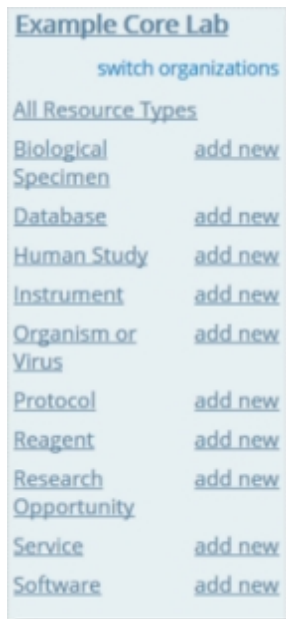 Example Core Lab
switch organizations
All Resource Types
Biological Specimen add new
Database add new
Human Study add new
Instrument add new
Organism or Virus add new
Protocol add new
Reagent add new
Research Opportunity add new
Service add new
Software add new